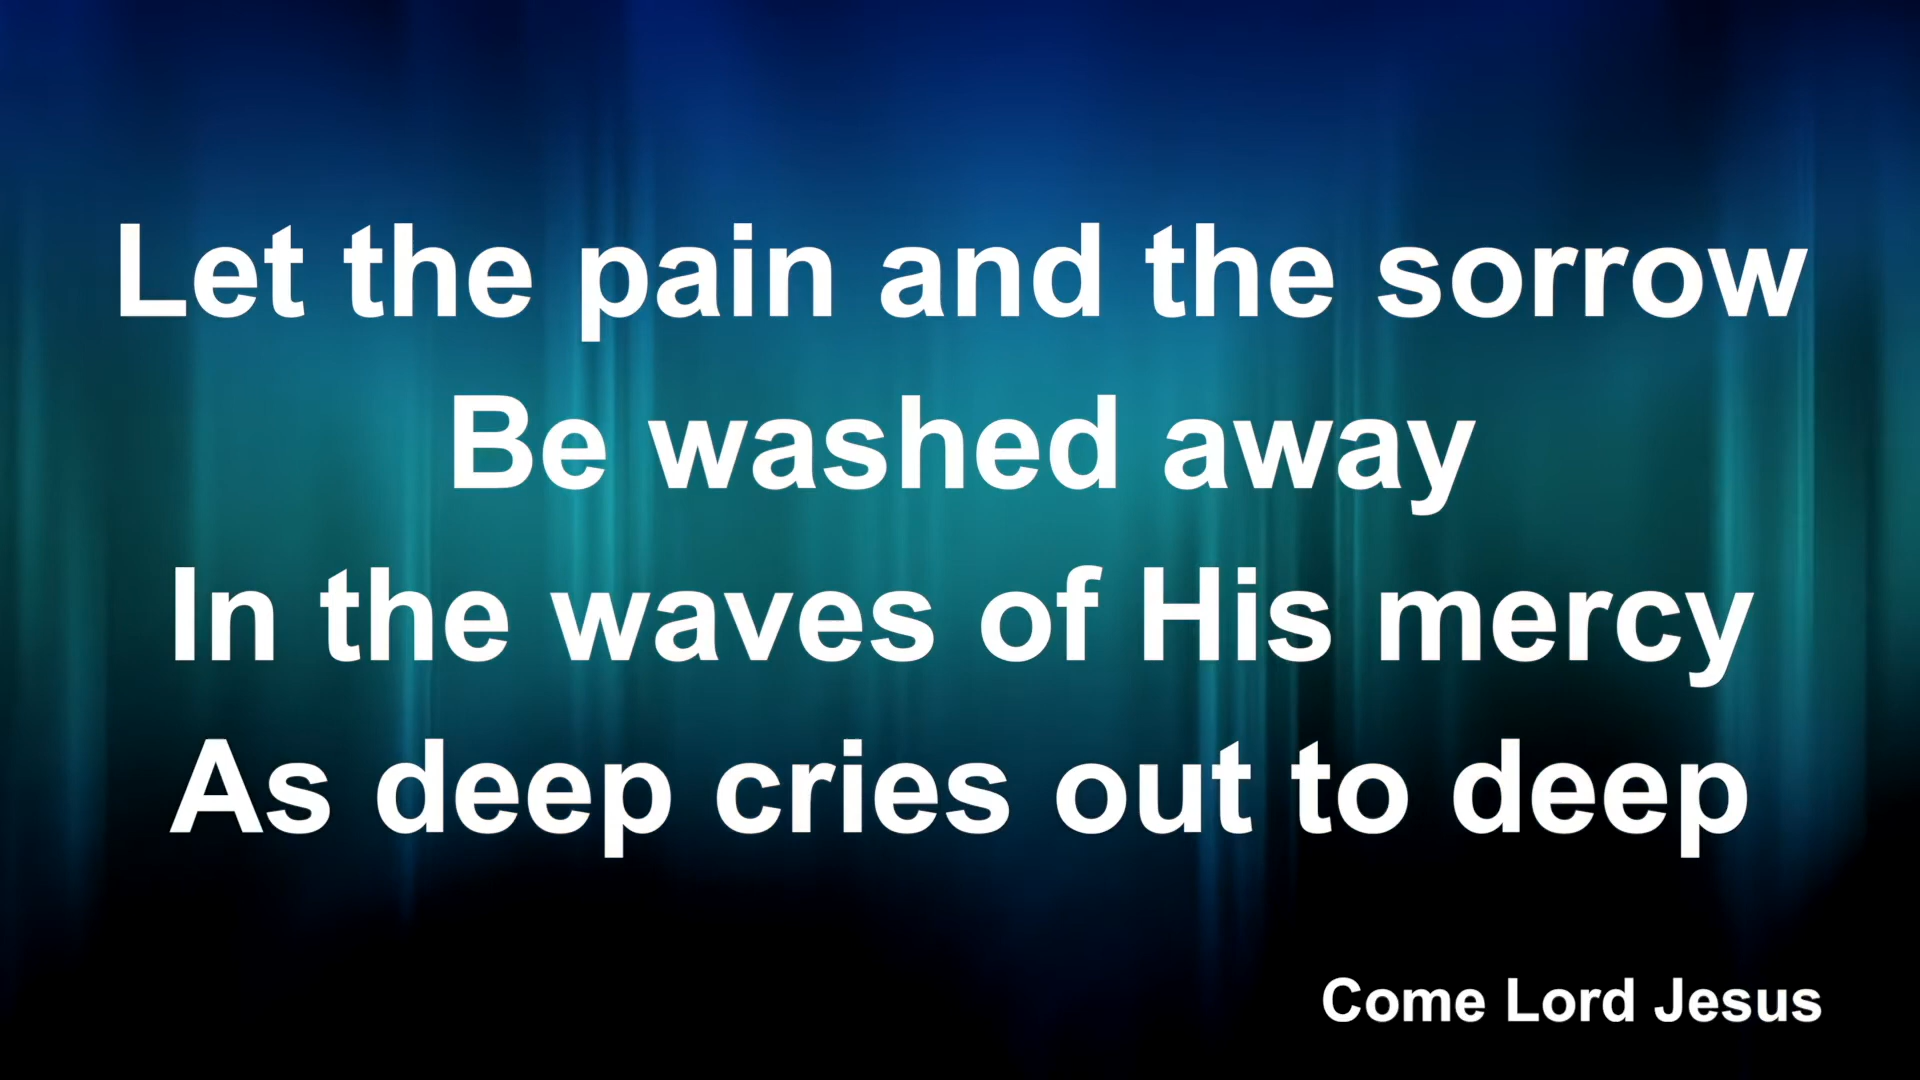 Let the pain and the sorrow
Be washed away
In the waves of His mercy
As deep cries out to deep
Come Lord Jesus